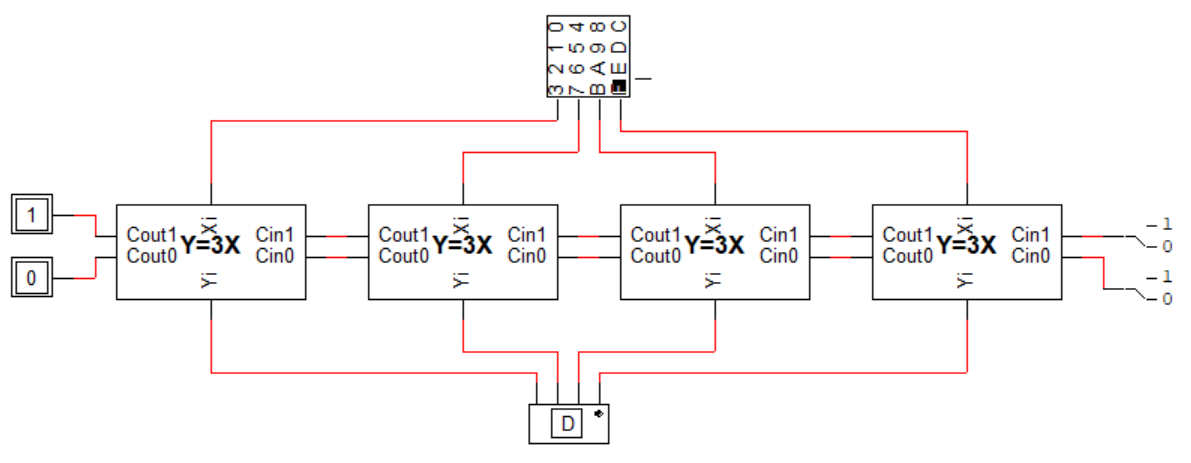 0 4 8 C
1 5 9 D
2 6 A E
3 7 B F
1
0
Cout1 Xi Cin1
Y=3X
Cout0 Yi Cin0
Cout1 Xi Cin1
Y=3X
Cout0 Yi Cin0
Cout1 Xi Cin1
Y=3X
Cout0 Yi Cin0
Cout1 Xi Cin1
Y=3X
Cout0 Yi Cin0
1
0
1
0
D